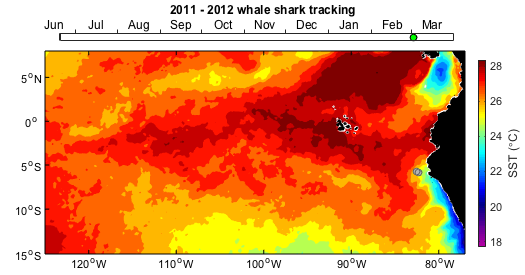 2011 - 2012 whale shark tracking
Jun Jul Aug Sep Oct Nov Dec Jan Feb Mar
5°N
0°
5°S
10°S
15°S
120°W 110°W 100°W 90°W 80°W
28
26
24
22
20
18
SST (°C)